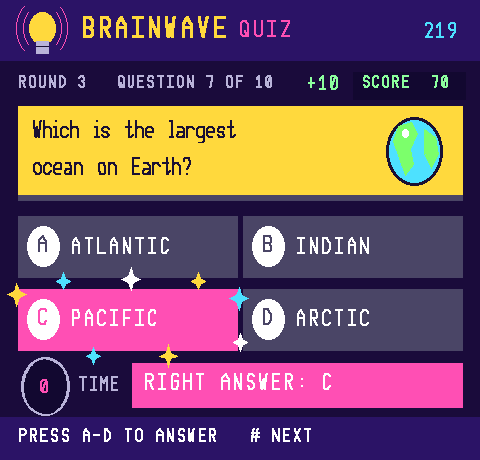 BRAINWAVE QUIZ 219
ROUND 3 QUESTION 7 OF 10 +10 SCORE 70
Which is the largest
ocean on Earth?
A ATLANTIC B INDIAN
C PACIFIC D ARCTIC
0 TIME RIGHT ANSWER: C
PRESS A-D TO ANSWER # NEXT